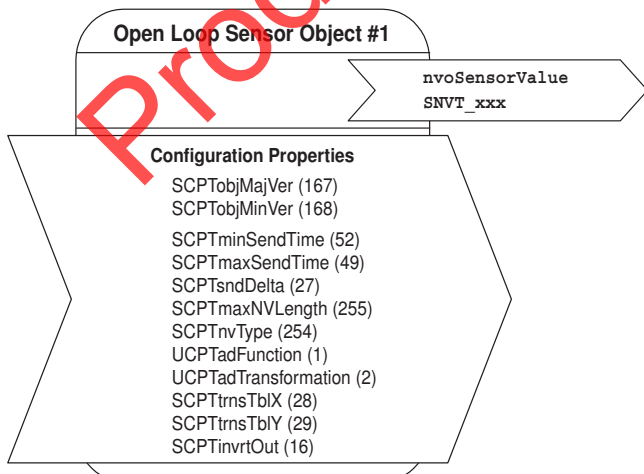 Open Loop Sensor Object #1
nvoSensorValue
SNVT_xxx
Configuration Properties
SCPTobjMajVer (167)
SCPTobjMinVer (168)
SCPTminSendTime (52)
SCPTmaxSendTime (49)
SCPTsndDelta (27)
SCPTmaxNVLength (255)
SCPTnvType (254)
UCPTadFunction (1)
UCPTadTransformation (2)
SCPTtrnsTblX (28)
SCPTtrnsTblY (29)
SCPTinvrtOut (16)